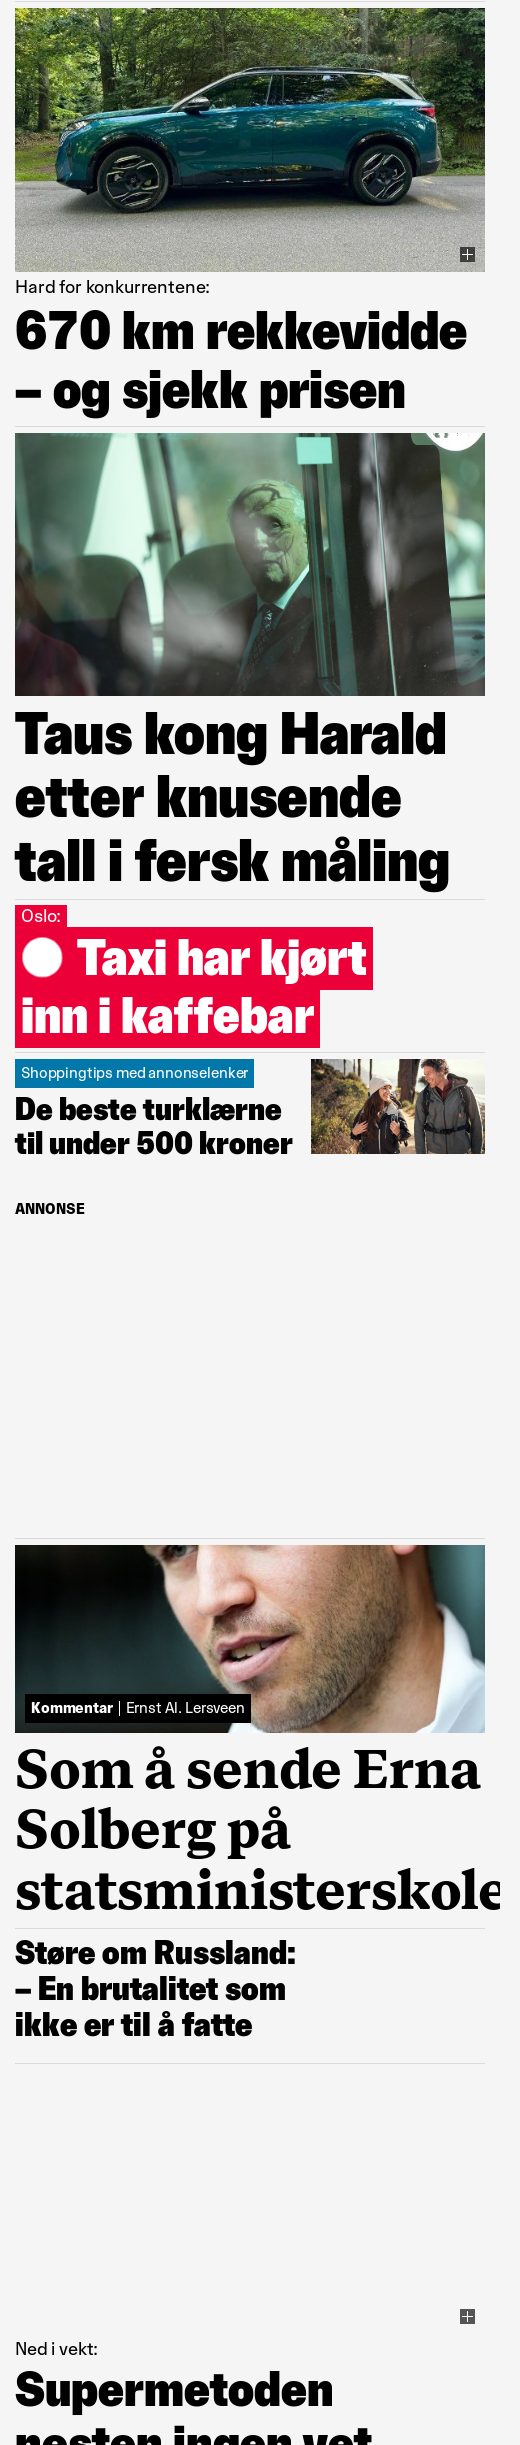 Hard for konkurrentene:
670 km rekkevidde
– og sjekk prisen
Taus kong Harald
etter knusende
tall i fersk måling
Oslo:
Taxi har kjørt
inn i kaffebar
Shoppingtips med annonselenker
De beste turklærne
til under 500 kroner
ANNONSE
Kommentar | Ernst Al. Lersveen
Som å sende Erna
Solberg på
statsministerskole
Støre om Russland:
– En brutalitet som
ikke er til å fatte
Ned i vekt:
Supermetoden
nesten ingen vet